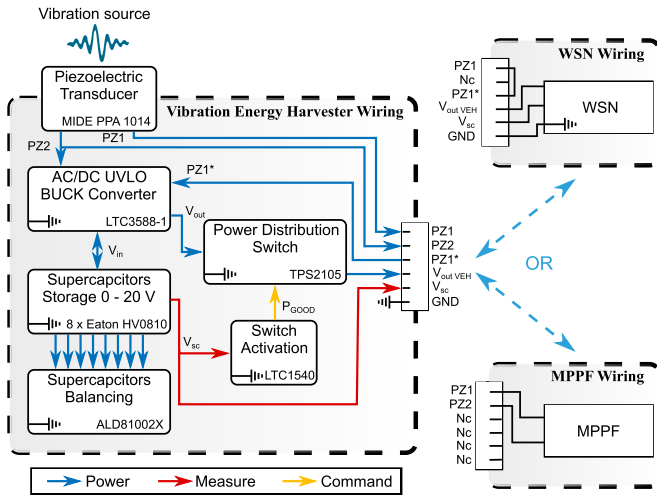 Vibration source
Piezoelectric
Transducer
MIDE PPA 1014
Vibration Energy Harvester Wiring
PZ2
PZ1
AC/DC UVLO
BUCK Converter
LTC3588-1
PZ1*
Vout
Power Distribution
Switch
TPS2105
Vin
Supercapcitors
Storage 0 - 20 V
8 x Eaton HV0810
PGOOD
Vsc
Switch
Activation
LTC1540
Supercapcitors
Balancing
ALD81002X
PZ1
PZ2
PZ1*
Vout VEH
Vsc
GND
WSN Wiring
PZ1
Nc
PZ1*
Vout VEH
Vsc
GND
WSN
OR
MPPF Wiring
PZ1
PZ2
Nc
Nc
Nc
Nc
MPPF
Power
Measure
Command